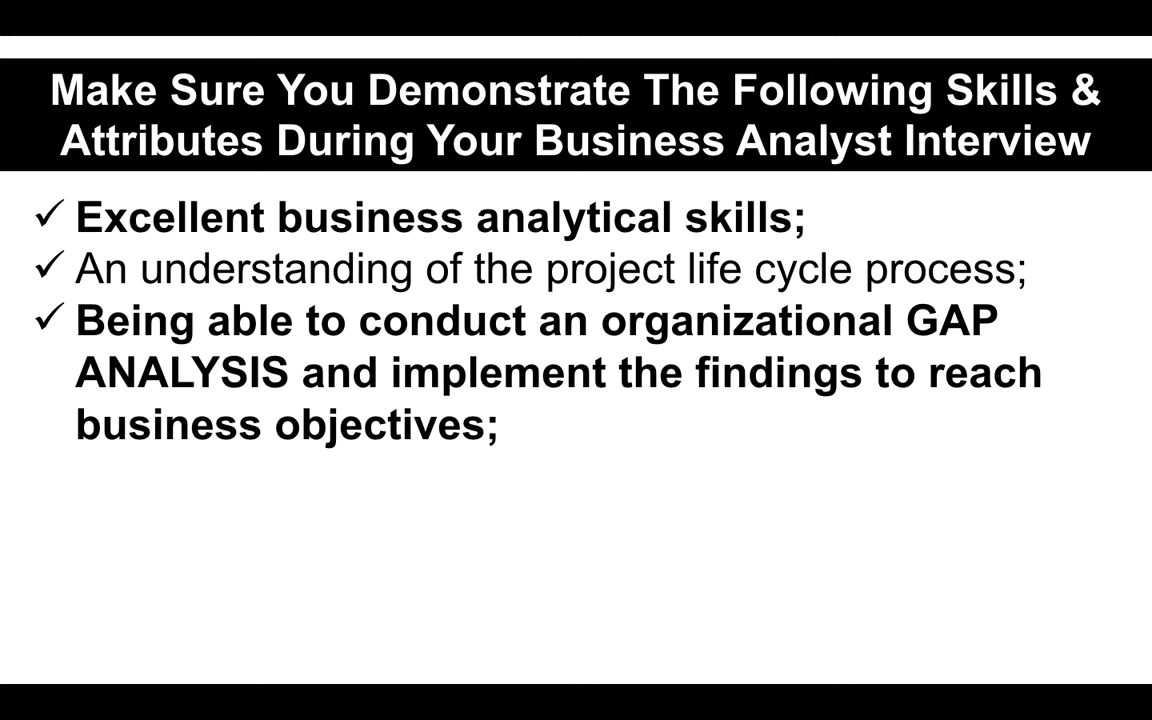 Make Sure You Demonstrate The Following Skills &
Attributes During Your Business Analyst Interview
✓ Excellent business analytical skills;
✓ An understanding of the project life cycle process;
✓ Being able to conduct an organizational GAP
ANALYSIS and implement the findings to reach
business objectives;